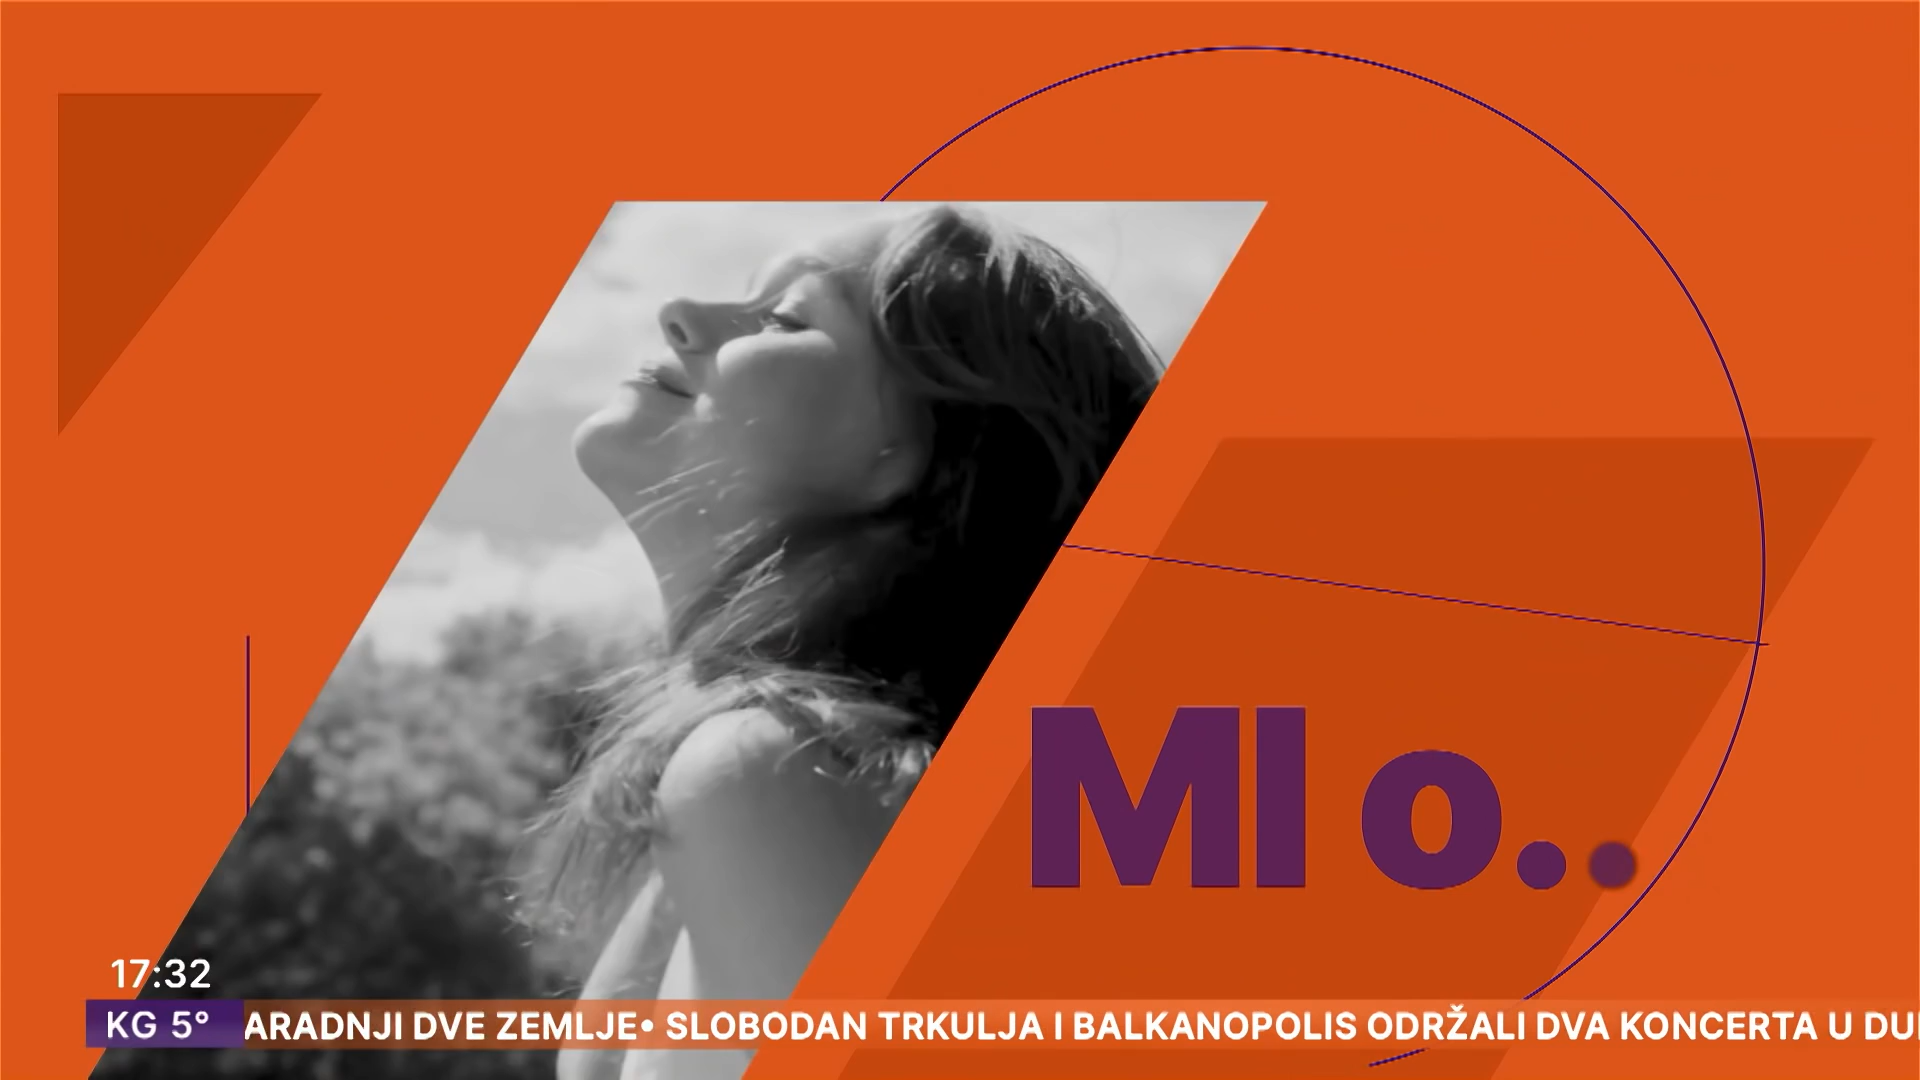 MI o..
17:32
KG 5° ARADNJI DVE ZEMLJE• SLOBODAN TRKULJA I BALKANOPOLIS ODRŽALI DVA KONCERTA U DU